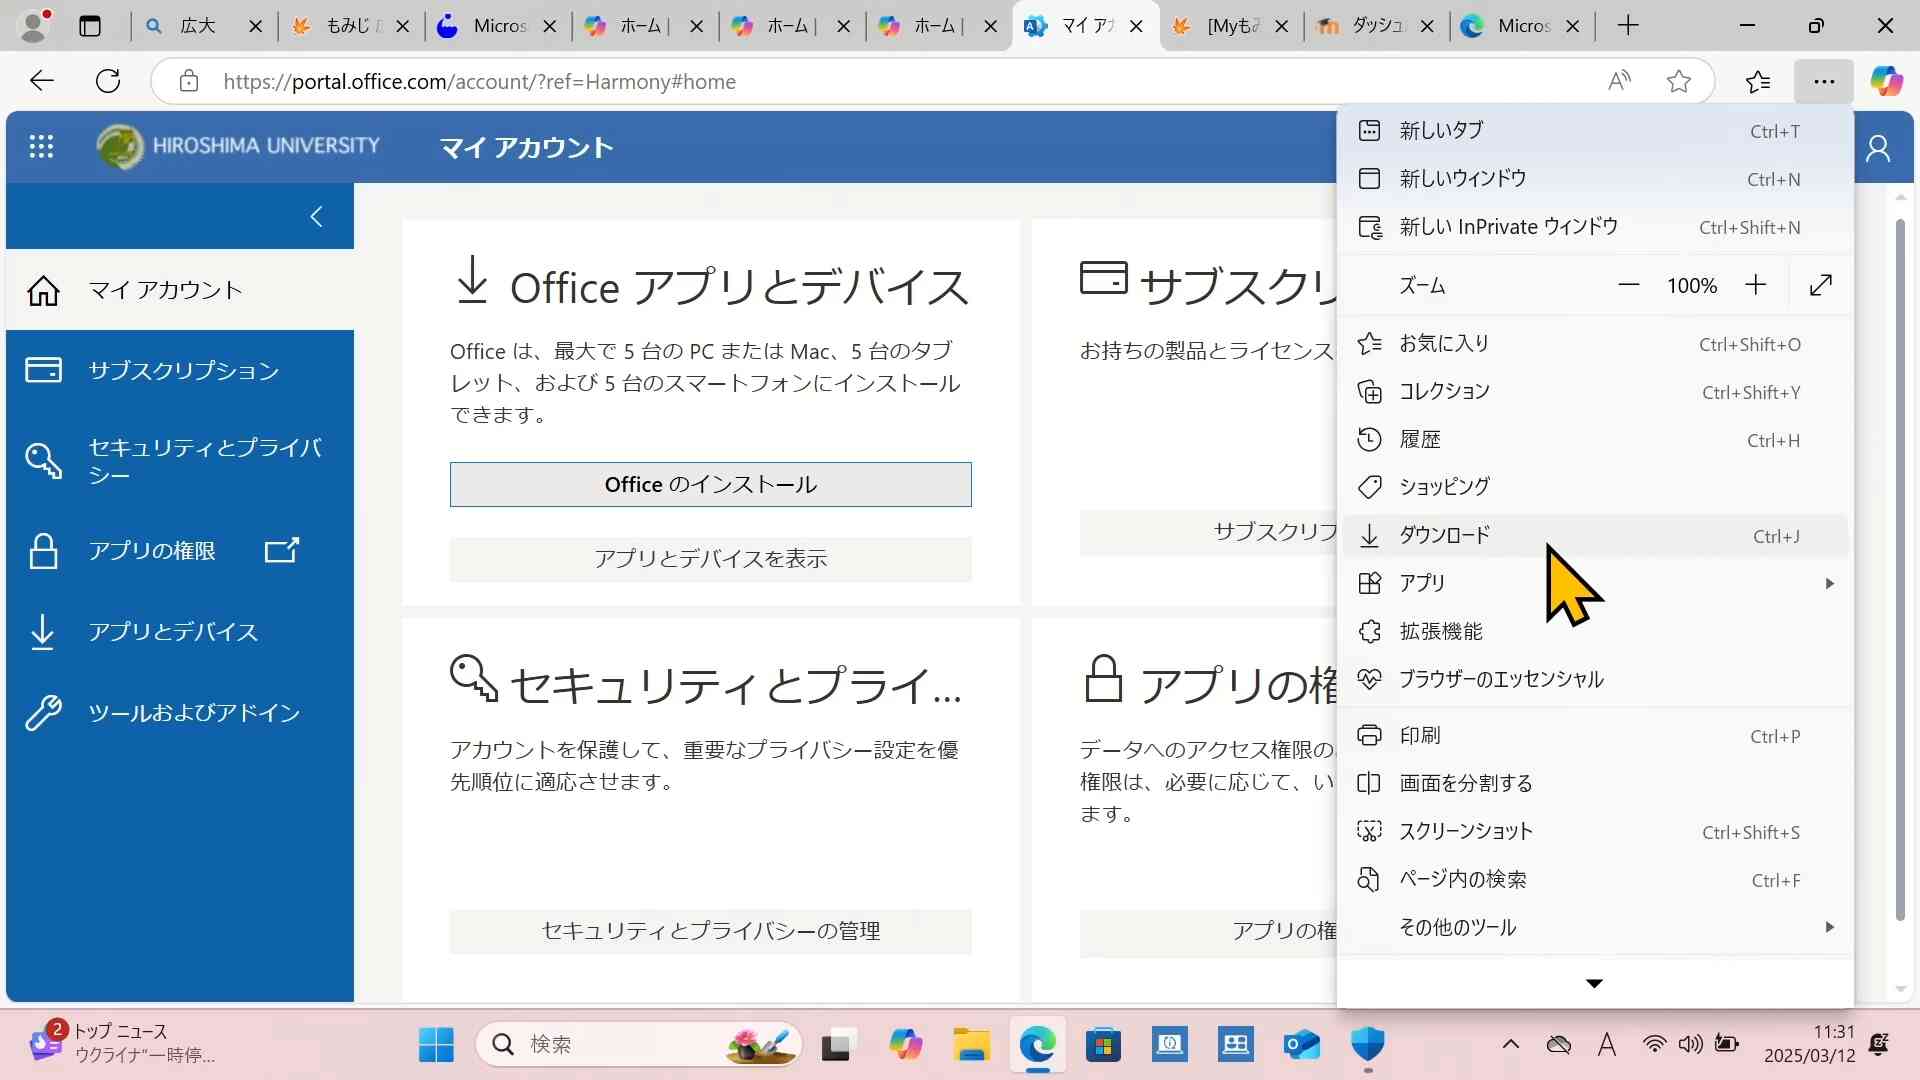 広大
もみじ
Micros
ホーム |
ホーム |
ホーム |
マイ ア
[Myも
ダッシュ
Micros
https://portal.office.com/account/?ref=Harmony#home
HIROSHIMA UNIVERSITY
マイ アカウント
マイ アカウント
サブスクリプション
セキュリティとプライバ
シー
アプリの権限
アプリとデバイス
ツールおよびアドイン
Office アプリとデバイス
Office は、最大で 5 台の PC または Mac、5 台のタブ
レット、および 5 台のスマートフォンにインストール
できます。
Office のインストール
アプリとデバイスを表示
サブスクリ
お持ちの製品とライセンス
サブスクリプ
セキュリティとプライ...
アカウントを保護して、重要なプライバシー設定を優
先順位に適応させます。
セキュリティとプライバシーの管理
アプリの権
データへのアクセス権限の
権限は、必要に応じて、い
ます。
アプリの権
新しいタブ Ctrl+T
新しいウィンドウ Ctrl+N
新しい InPrivate ウィンドウ Ctrl+Shift+N
ズーム 100%
お気に入り Ctrl+Shift+O
コレクション Ctrl+Shift+Y
履歴 Ctrl+H
ショッピング
ダウンロード Ctrl+J
アプリ
拡張機能
ブラウザーのエッセンシャル
印刷 Ctrl+P
画面を分割する
スクリーンショット Ctrl+Shift+S
ページ内の検索 Ctrl+F
その他のツール
2
トップ ニュース
ウクライナ"一時停...
検索
A
11:31
2025/03/12